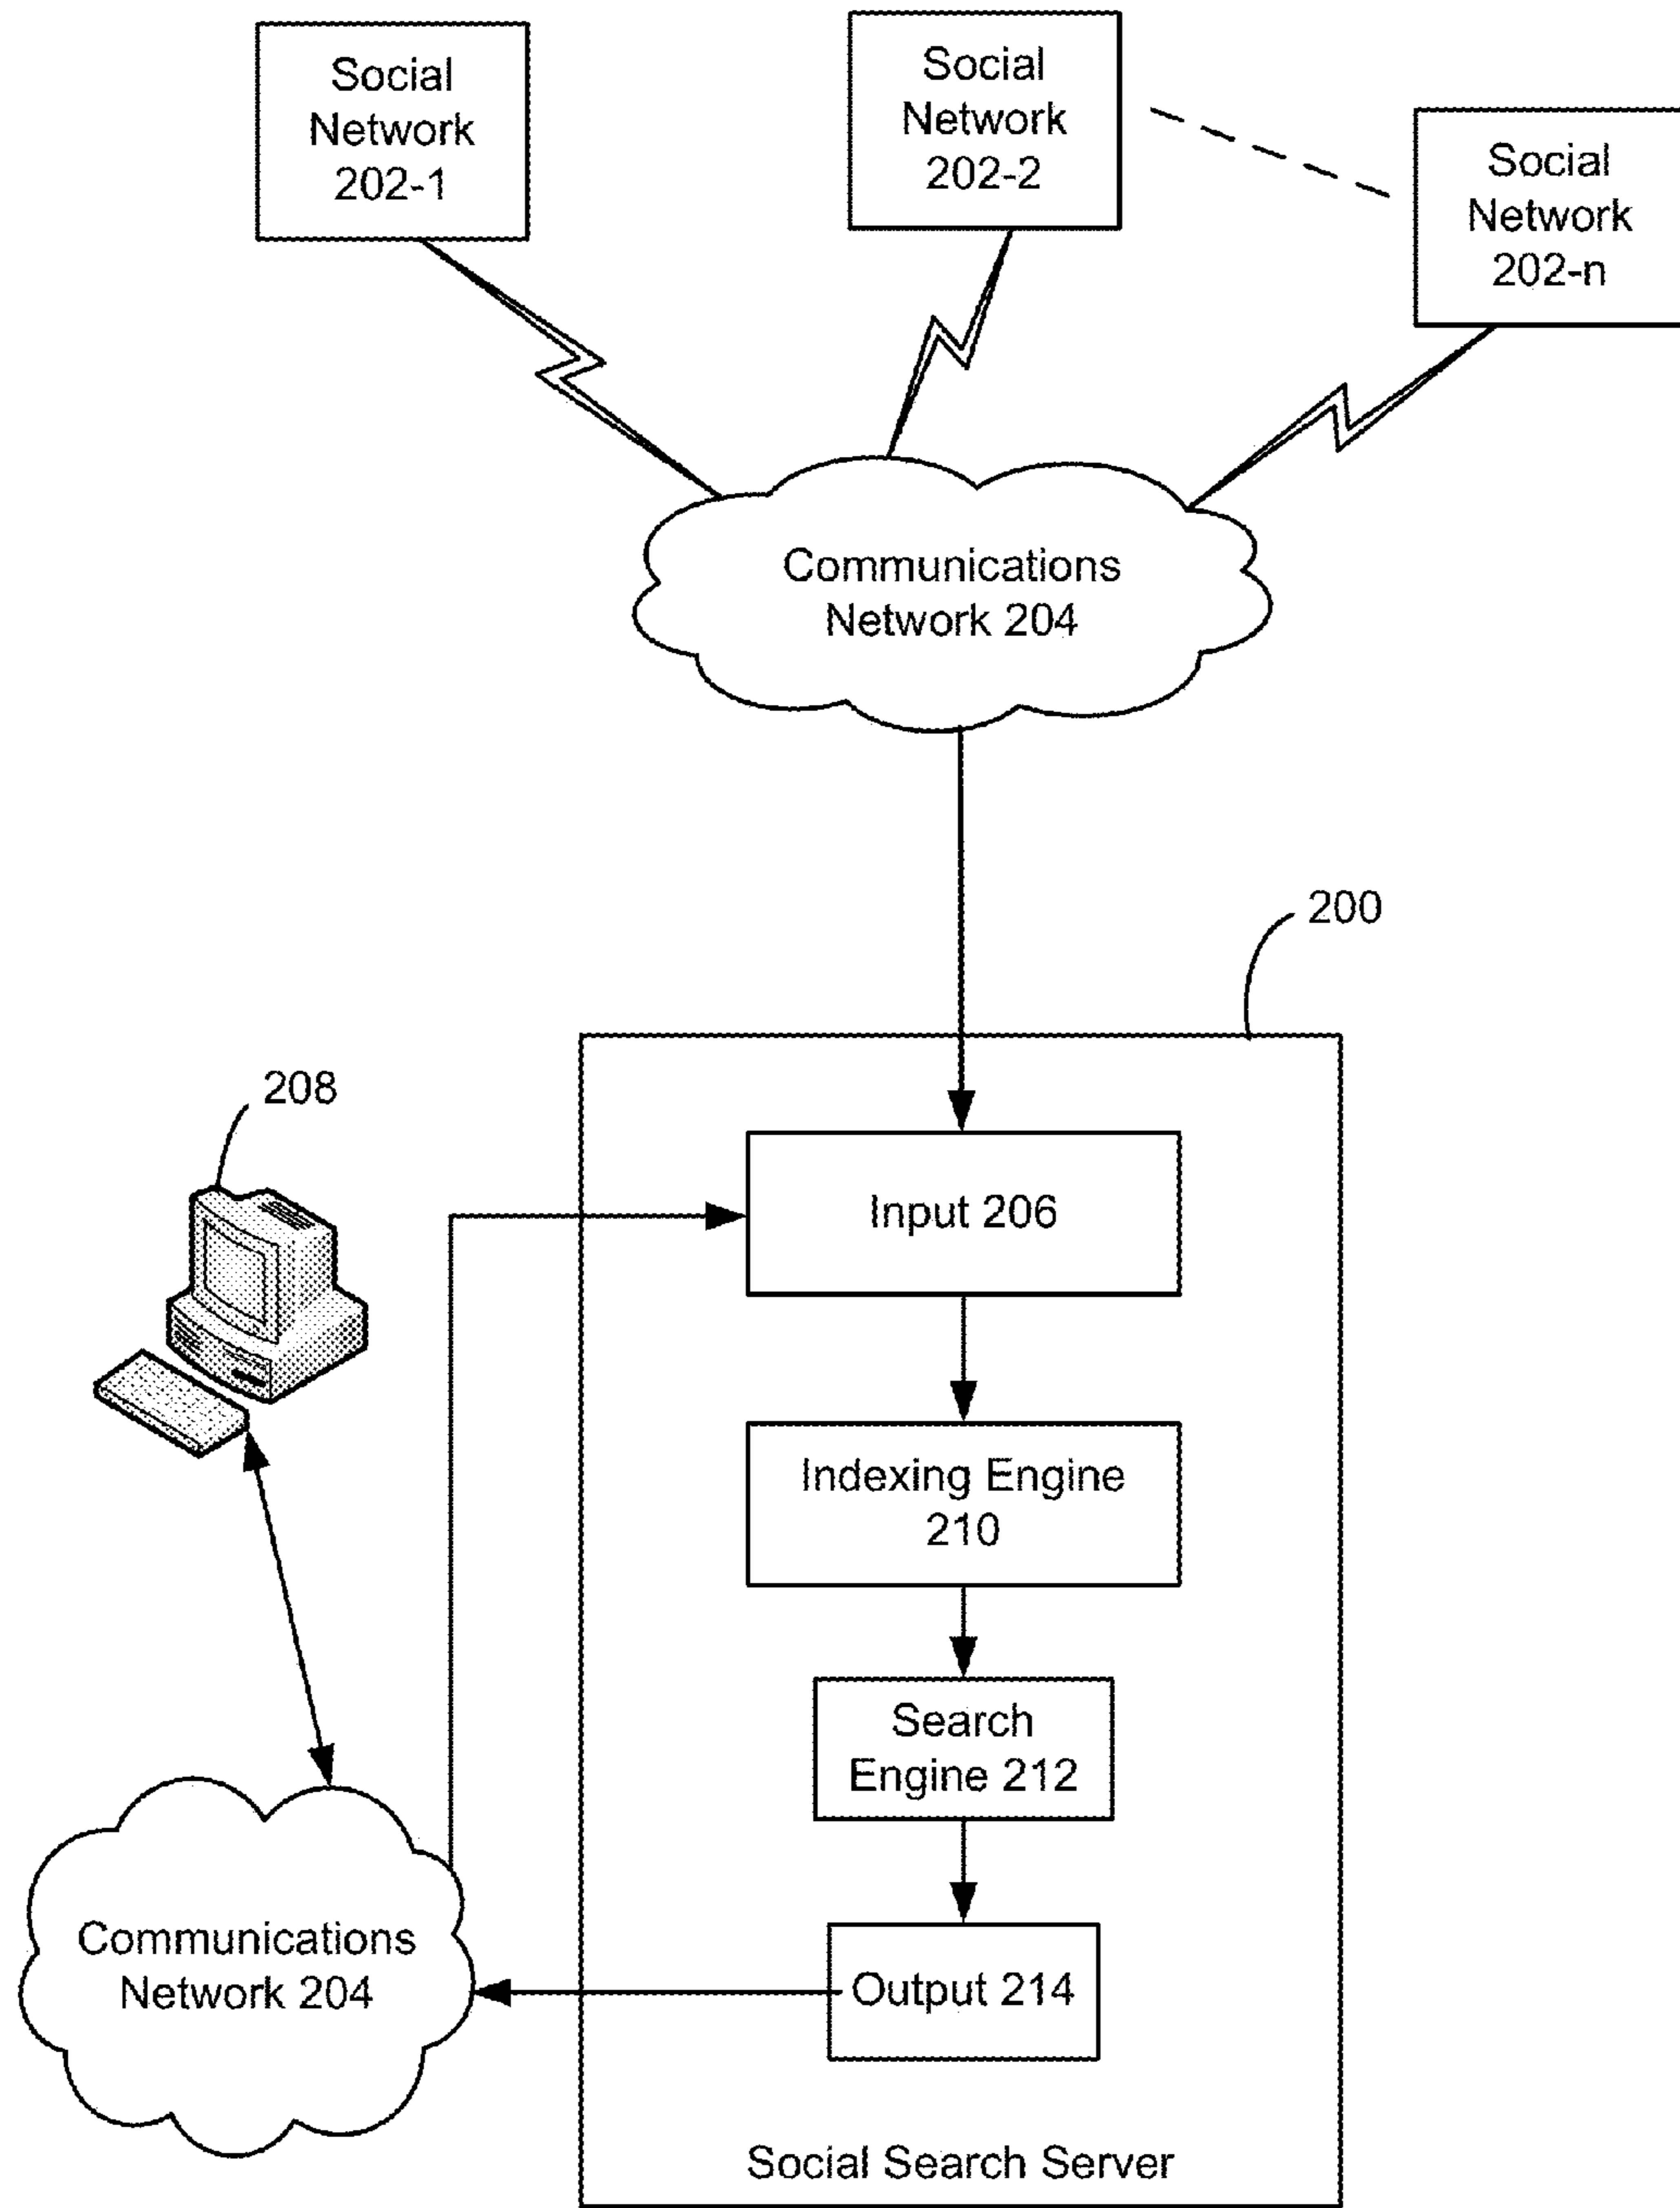 Social
Network
202-1
Social
Network
202-2
Social
Network
202-n
Communications
Network 204
200
208
Input 206
Indexing Engine
210
Search
Engine 212
Communications
Network 204
Output 214
Social Search Server